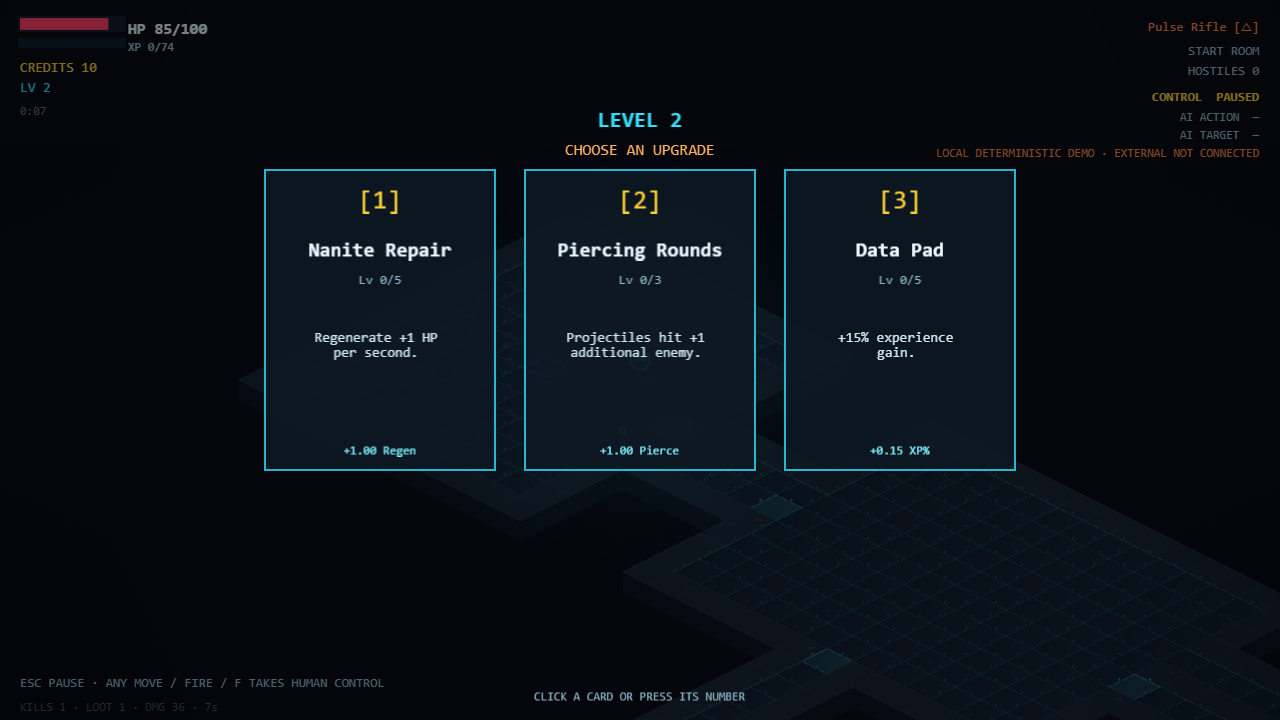 HP 85/100
XP 0/74
CREDITS 10
LV 2
0:07
Pulse Rifle [△]
START ROOM
HOSTILES 0
CONTROL PAUSED
AI ACTION —
AI TARGET —
LOCAL DETERMINISTIC DEMO · EXTERNAL NOT CONNECTED
LEVEL 2
CHOOSE AN UPGRADE
[1]
Nanite Repair
Lv 0/5
Regenerate +1 HP
per second.
+1.00 Regen
[2]
Piercing Rounds
Lv 0/3
Projectiles hit +1
additional enemy.
+1.00 Pierce
[3]
Data Pad
Lv 0/5
+15% experience
gain.
+0.15 XP%
ESC PAUSE · ANY MOVE / FIRE / F TAKES HUMAN CONTROL
KILLS 1 · LOOT 1 · DMG 36 · 7s
CLICK A CARD OR PRESS ITS NUMBER